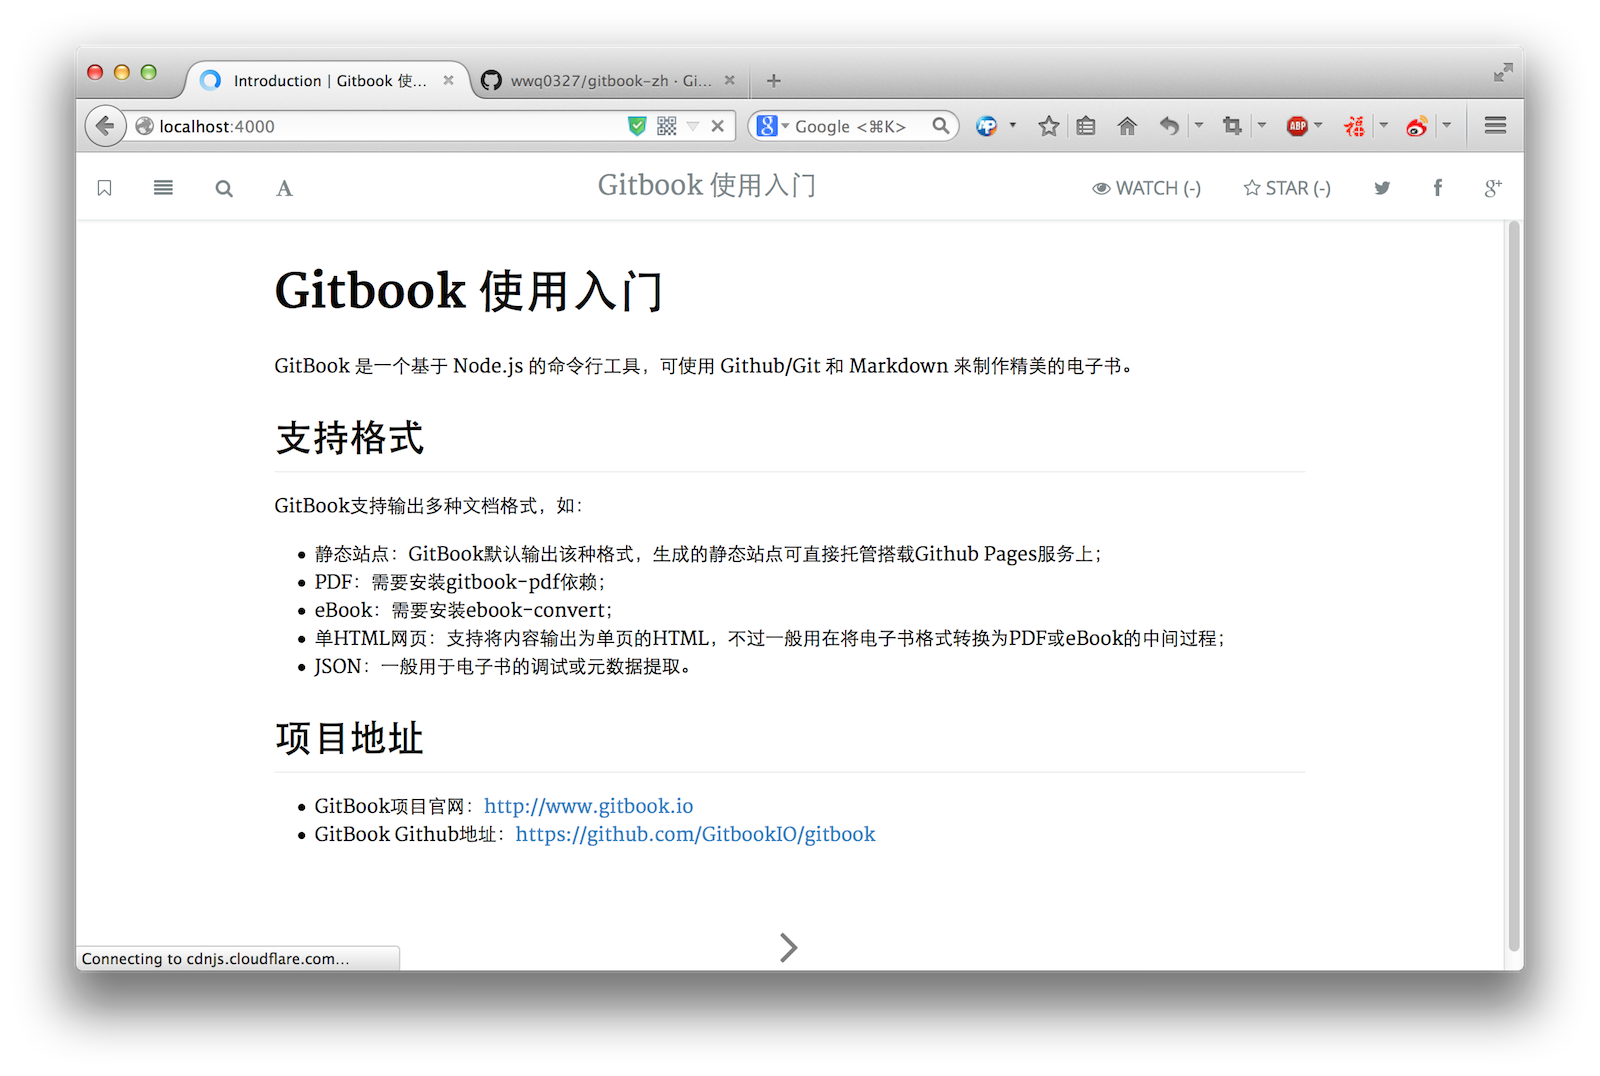 Introduction | Gitbook 使...
wwq0327/gitbook-zh · Gi...
localhost:4000
Google <⌘K>
ABP
福
A
Gitbook 使用入门
WATCH (-)
STAR (-)
Gitbook 使用入门
GitBook 是一个基于 Node.js 的命令行工具，可使用 Github/Git 和 Markdown 来制作精美的电子书。
支持格式
GitBook支持输出多种文档格式，如：
静态站点：GitBook默认输出该种格式，生成的静态站点可直接托管搭载Github Pages服务上；
PDF：需要安装gitbook-pdf依赖；
eBook：需要安装ebook-convert；
单HTML网页：支持将内容输出为单页的HTML，不过一般用在将电子书格式转换为PDF或eBook的中间过程；
JSON：一般用于电子书的调试或元数据提取。
项目地址
GitBook项目官网：http://www.gitbook.io
GitBook Github地址：https://github.com/GitbookIO/gitbook
Connecting to cdnjs.cloudflare.com...